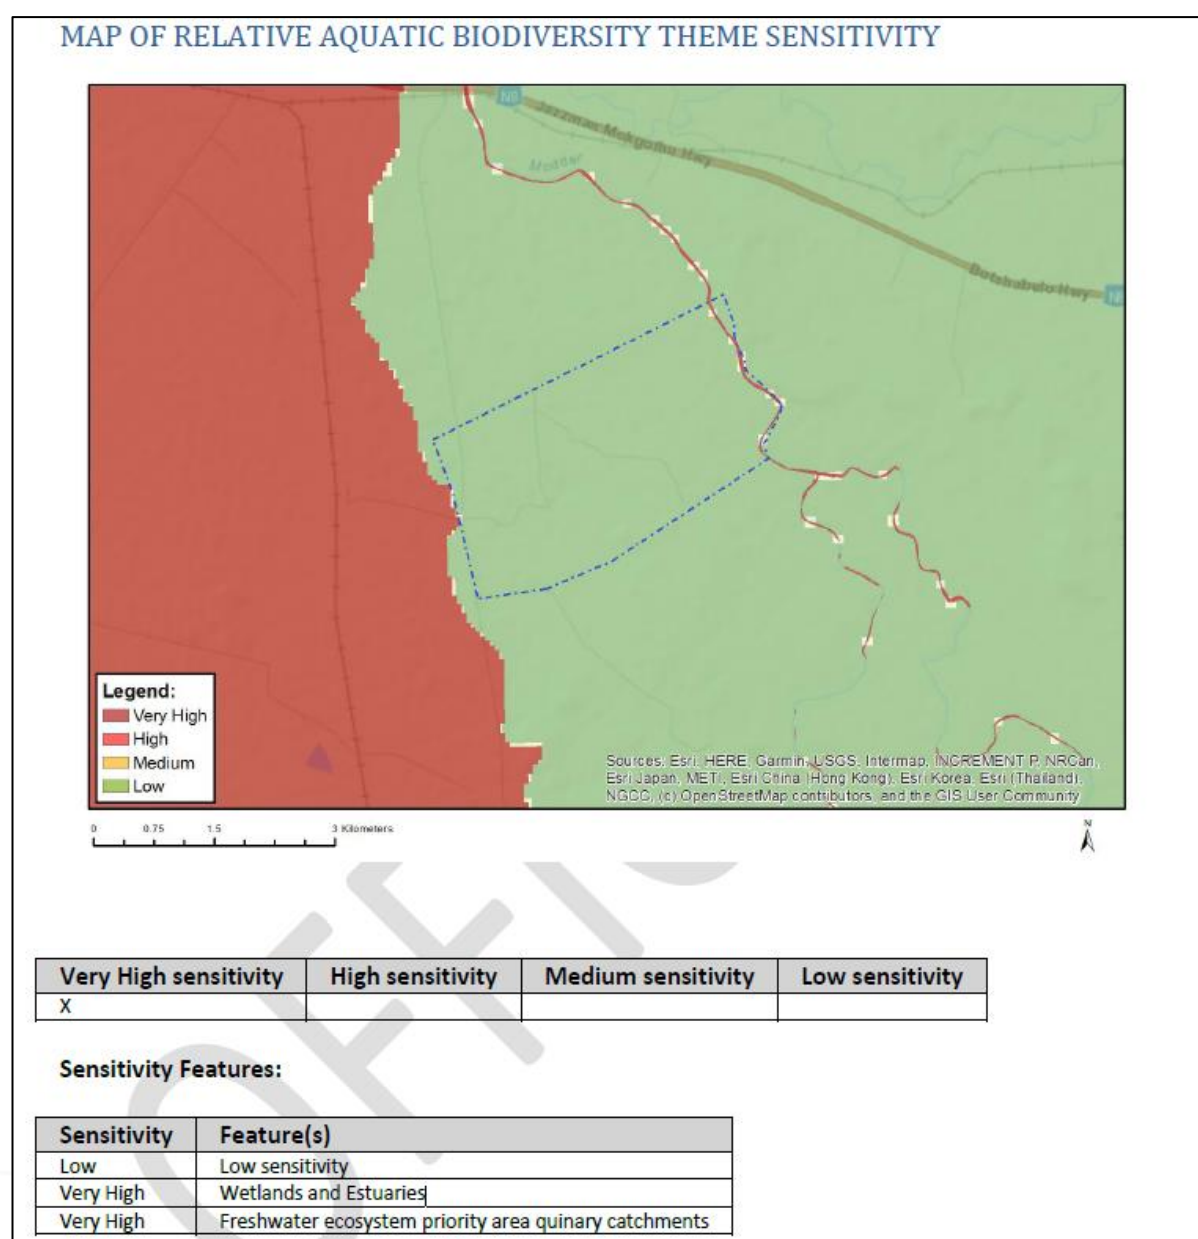 MAP OF RELATIVE AQUATIC BIODIVERSITY THEME SENSITIVITY
N8
Jazzman Mokgothu Hwy
Modder
Botshabulo Hwy
Legend:
Very High
High
Medium
Low
Sources: Esri, HERE, Garmin, USGS, Intermap, INCREMENT P, NRCan,
Esri Japan, METI, Esri China (Hong Kong), Esri Korea, Esri (Thailand),
NGCC, (c) OpenStreetMap contributors, and the GIS User Community
0 0.75 1.5 3 Kilometers
N
Very High sensitivity High sensitivity Medium sensitivity Low sensitivity
X
Sensitivity Features:
Sensitivity Feature(s)
Low Low sensitivity
Very High Wetlands and Estuaries
Very High Freshwater ecosystem priority area quinary catchments